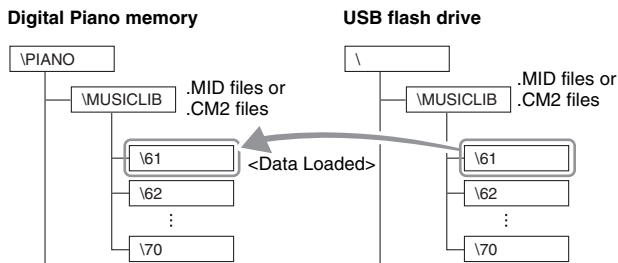 Digital Piano memory
\PIANO
\MUSICLIB
.MID files or
.CM2 files
\61
<Data Loaded>
\62
⋮
\70
USB flash drive
\
\MUSICLIB
.MID files or
.CM2 files
\61
\62
⋮
\70